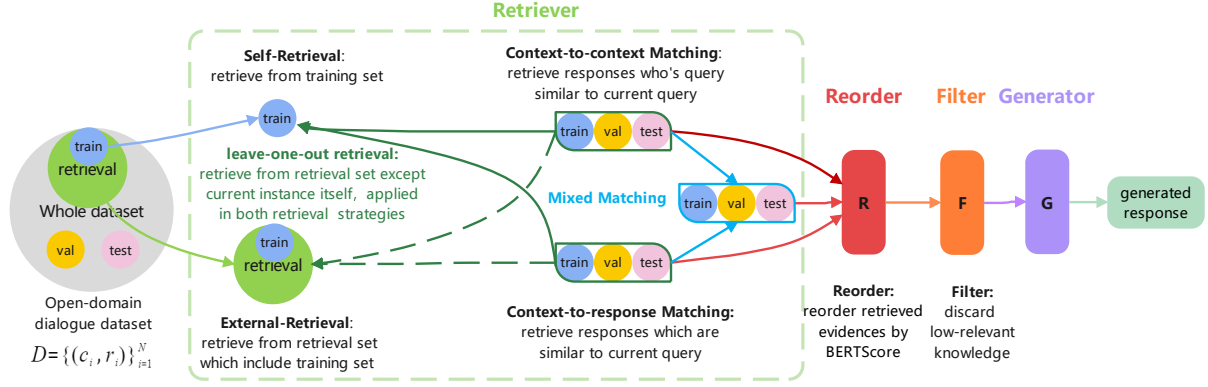 Retriever
Self-Retrieval:
retrieve from training set
Context-to-context Matching:
retrieve responses who's query
similar to current query
Reorder
Filter
Generator
train
retrieval
Whole dataset
val
test
Open-domain
dialogue dataset
D={(c_i, r_i)}_{i=1}^N
train
leave-one-out retrieval:
retrieve from retrieval set except
current instance itself, applied
in both retrieval strategies
train
retrieval
External-Retrieval:
retrieve from retrieval set
which include training set
train val test
Mixed Matching
train val test
train val test
Context-to-response Matching:
retrieve responses which are
similar to current query
R
F
G
generated
response
Reorder:
reorder retrieved
evidences by
BERTScore
Filter:
discard
low-relevant
knowledge